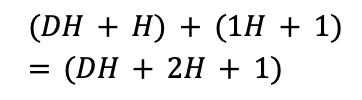 (DH + H) + (1H + 1)
= (DH + 2H + 1)